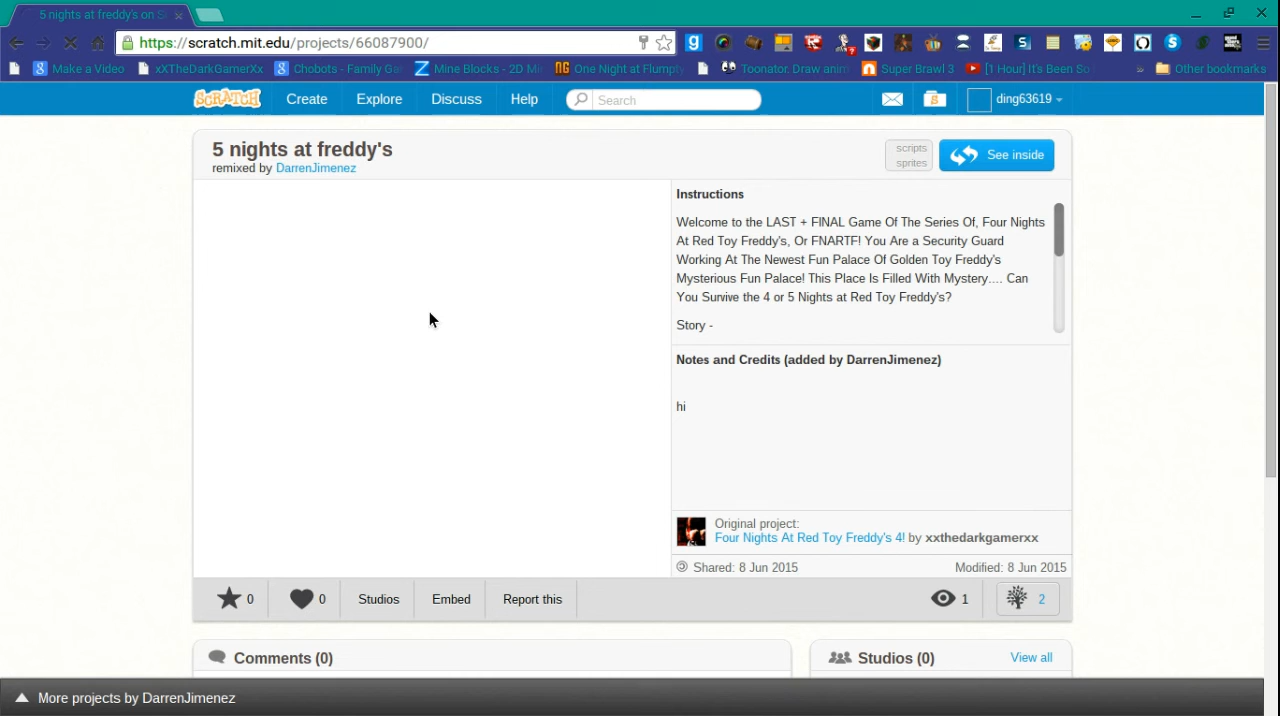 5 nights at freddy's on S
https://scratch.mit.edu/projects/66087900/
Make a Video
xXTheDarkGamerXx
Chobots - Family Ga
Mine Blocks - 2D Mi
One Night at Flumpty
Toonator. Draw anim
Super Brawl 3
[1 Hour] It's Been So
»
Other bookmarks
SCRATCH
Create
Explore
Discuss
Help
Search
ding63619
5 nights at freddy's
remixed by DarrenJimenez
scripts
sprites
See inside
Instructions
Welcome to the LAST + FINAL Game Of The Series Of, Four Nights
At Red Toy Freddy's, Or FNARTF! You Are a Security Guard
Working At The Newest Fun Palace Of Golden Toy Freddy's
Mysterious Fun Palace! This Place Is Filled With Mystery.... Can
You Survive the 4 or 5 Nights at Red Toy Freddy's?
Story -
Notes and Credits (added by DarrenJimenez)
hi
Original project:
Four Nights At Red Toy Freddy's 4! by xxthedarkgamerxx
Shared: 8 Jun 2015
Modified: 8 Jun 2015
0
0
Studios
Embed
Report this
1
2
Comments (0)
Studios (0)
View all
More projects by DarrenJimenez